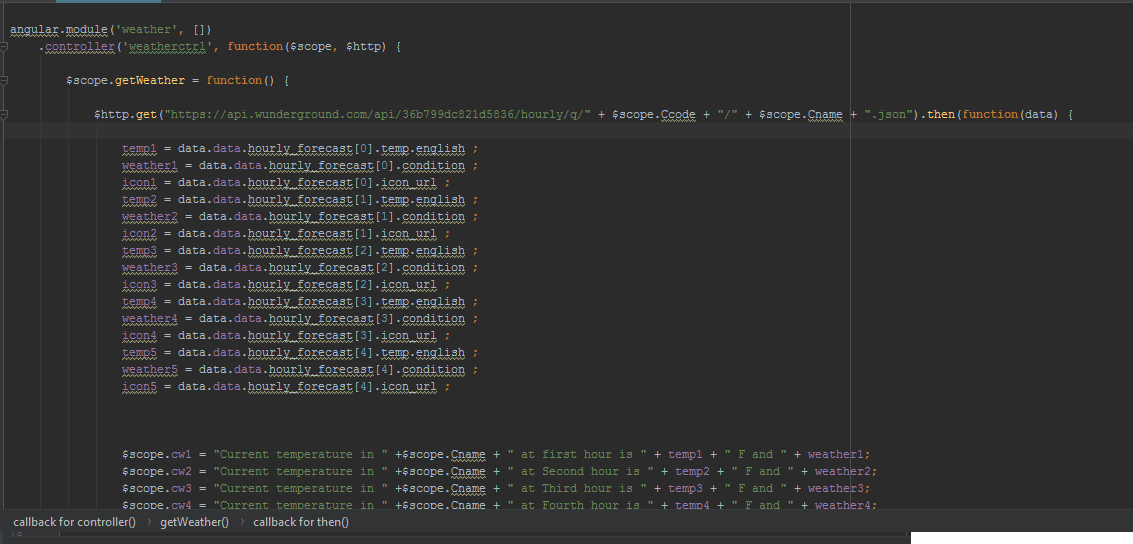 angular.module('weather', [])
.controller('weatherctrl', function($scope, $http) {
$scope.getWeather = function() {
$http.get("https://api.wunderground.com/api/36b799dc821d5836/hourly/q/" + $scope.Ccode + "/" + $scope.Cname + ".json").then(function(data) {
temp1 = data.data.hourly_forecast[0].temp.english ;
weather1 = data.data.hourly_forecast[0].condition ;
icon1 = data.data.hourly_forecast[0].icon_url ;
temp2 = data.data.hourly_forecast[1].temp.english ;
weather2 = data.data.hourly_forecast[1].condition ;
icon2 = data.data.hourly_forecast[1].icon_url ;
temp3 = data.data.hourly_forecast[2].temp.english ;
weather3 = data.data.hourly_forecast[2].condition ;
icon3 = data.data.hourly_forecast[2].icon_url ;
temp4 = data.data.hourly_forecast[3].temp.english ;
weather4 = data.data.hourly_forecast[3].condition ;
icon4 = data.data.hourly_forecast[3].icon_url ;
temp5 = data.data.hourly_forecast[4].temp.english ;
weather5 = data.data.hourly_forecast[4].condition ;
icon5 = data.data.hourly_forecast[4].icon_url ;
$scope.cw1 = "Current temperature in " +$scope.Cname + " at first hour is " + temp1 + " F and " + weather1;
$scope.cw2 = "Current temperature in " +$scope.Cname + " at Second hour is " + temp2 + " F and " + weather2;
$scope.cw3 = "Current temperature in " +$scope.Cname + " at Third hour is " + temp3 + " F and " + weather3;
$scope.cw4 = "Current temperature in " +$scope.Cname + " at Fourth hour is " + temp4 + " F and " + weather4;
callback for controller() › getWeather() › callback for then()